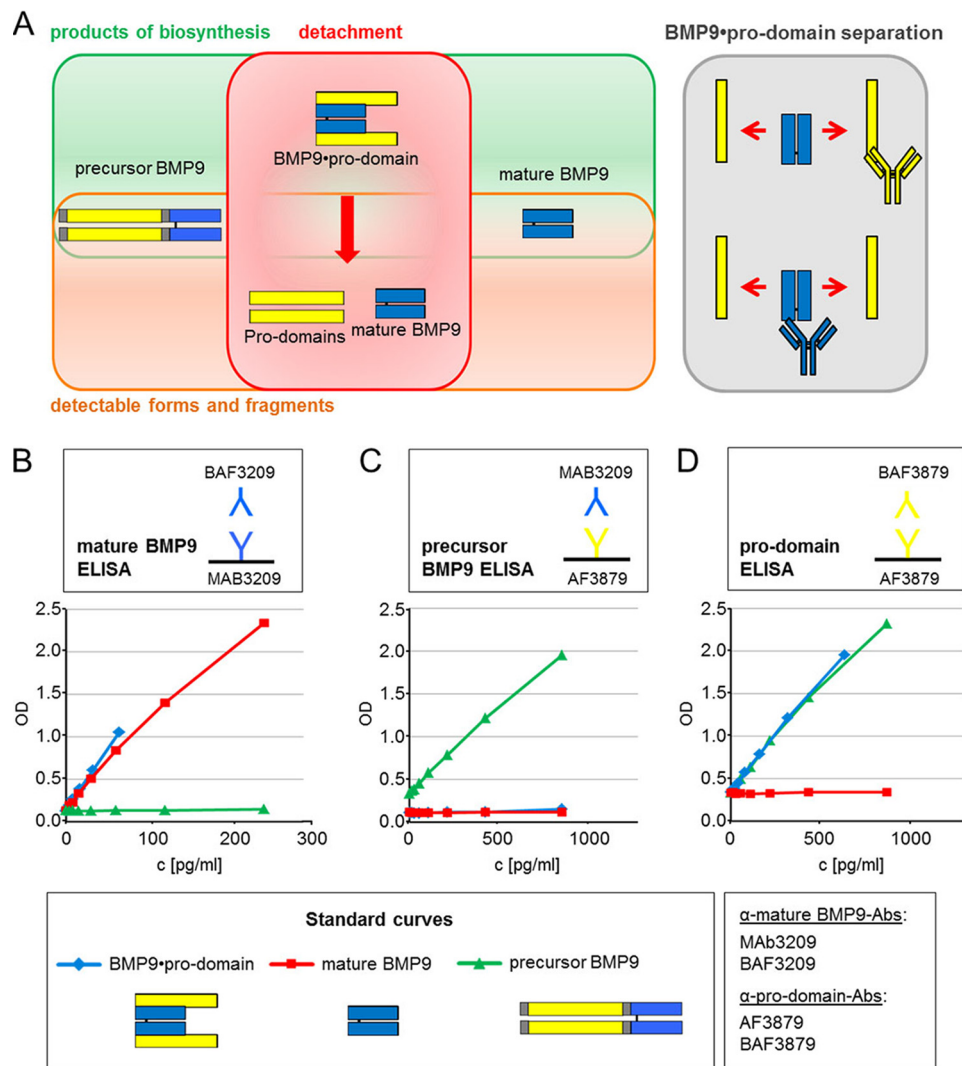 A
products of biosynthesis
detachment
BMP9•pro-domain separation
BMP9•pro-domain
precursor BMP9
mature BMP9
Pro-domains
mature BMP9
detectable forms and fragments
B
BAF3209
mature BMP9
ELISA
MAB3209
2.5
2.0
1.5
1.0
0.5
0.0
OD
0
100
200
300
c [pg/ml]
C
MAB3209
precursor
BMP9 ELISA
AF3879
2.5
2.0
1.5
1.0
0.5
0.0
OD
0
500
1000
c [pg/ml]
D
BAF3879
pro-domain
ELISA
AF3879
2.5
2.0
1.5
1.0
0.5
0.0
OD
0
500
1000
c [pg/ml]
Standard curves
BMP9•pro-domain
mature BMP9
precursor BMP9
α-mature BMP9-Abs:
MAb3209
BAF3209
α-pro-domain-Abs:
AF3879
BAF3879